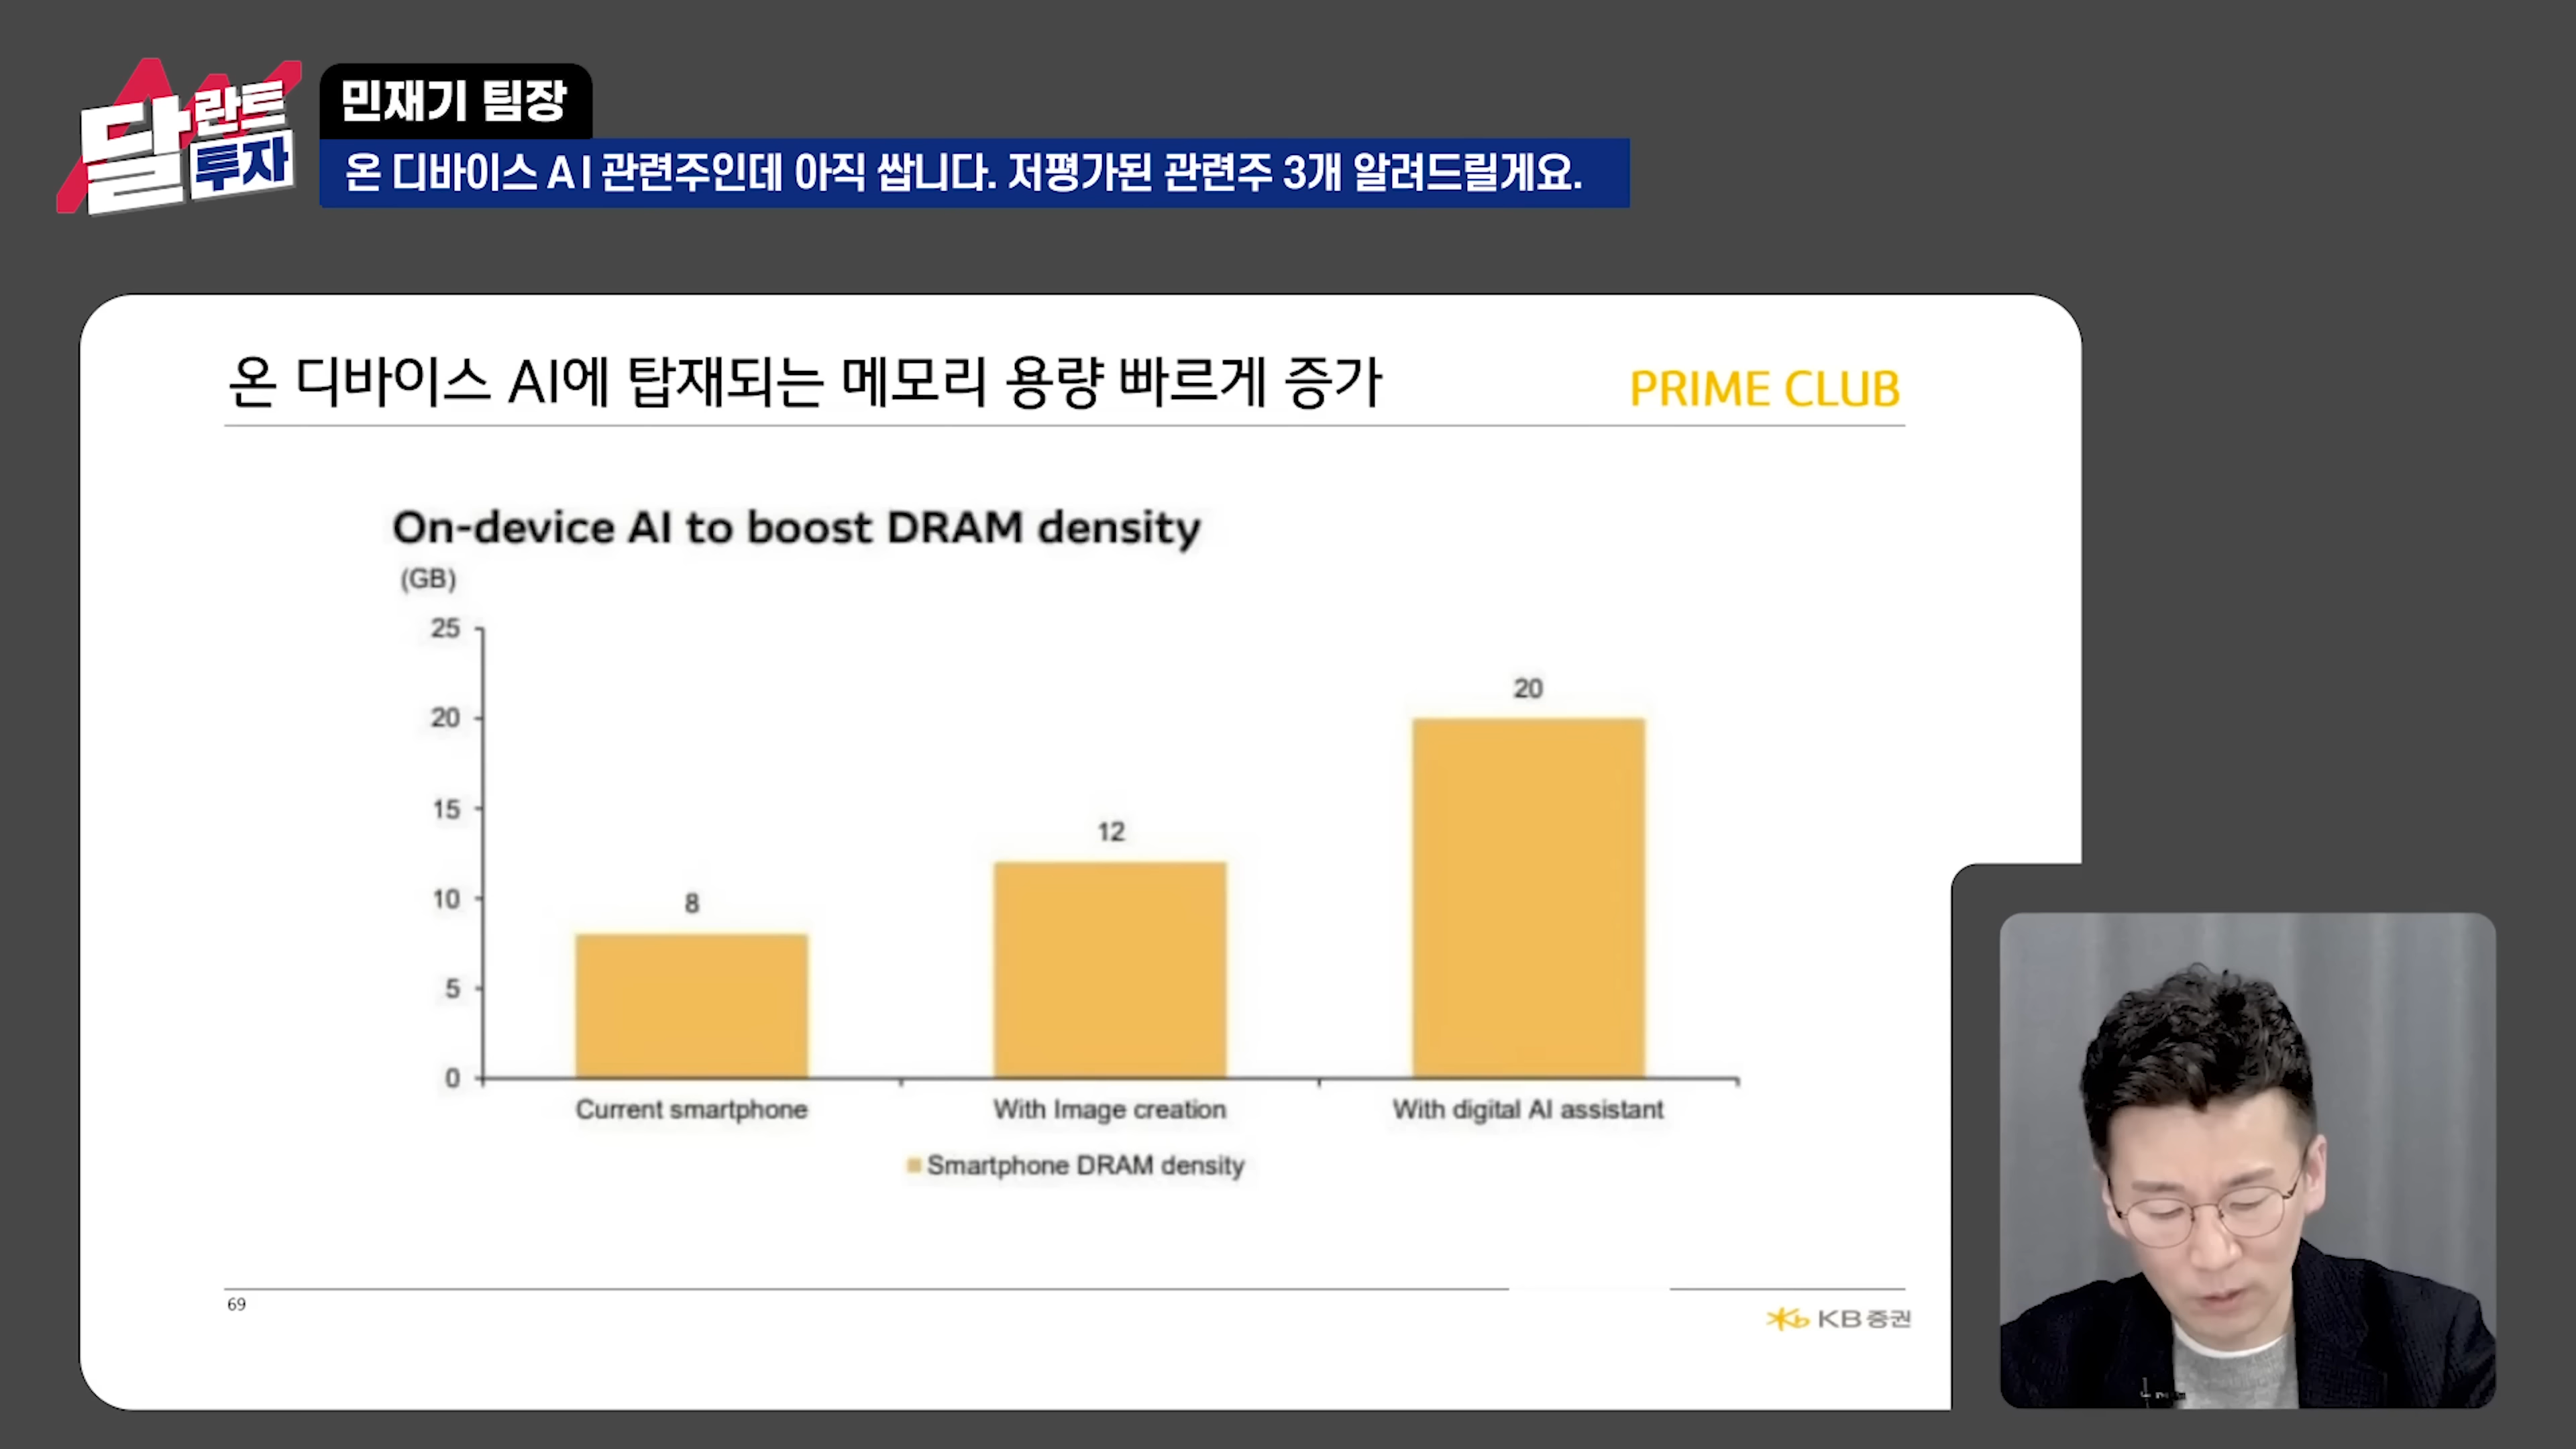 달란트
투자
민재기 팀장
온 디바이스 AI 관련주인데 아직 쌉니다. 저평가된 관련주 3개 알려드릴게요.
온 디바이스 AI에 탑재되는 메모리 용량 빠르게 증가
PRIME CLUB
On-device AI to boost DRAM density
(GB)
25
20
15
10
5
0
8
12
20
Current smartphone
With Image creation
With digital AI assistant
Smartphone DRAM density
69
KB증권